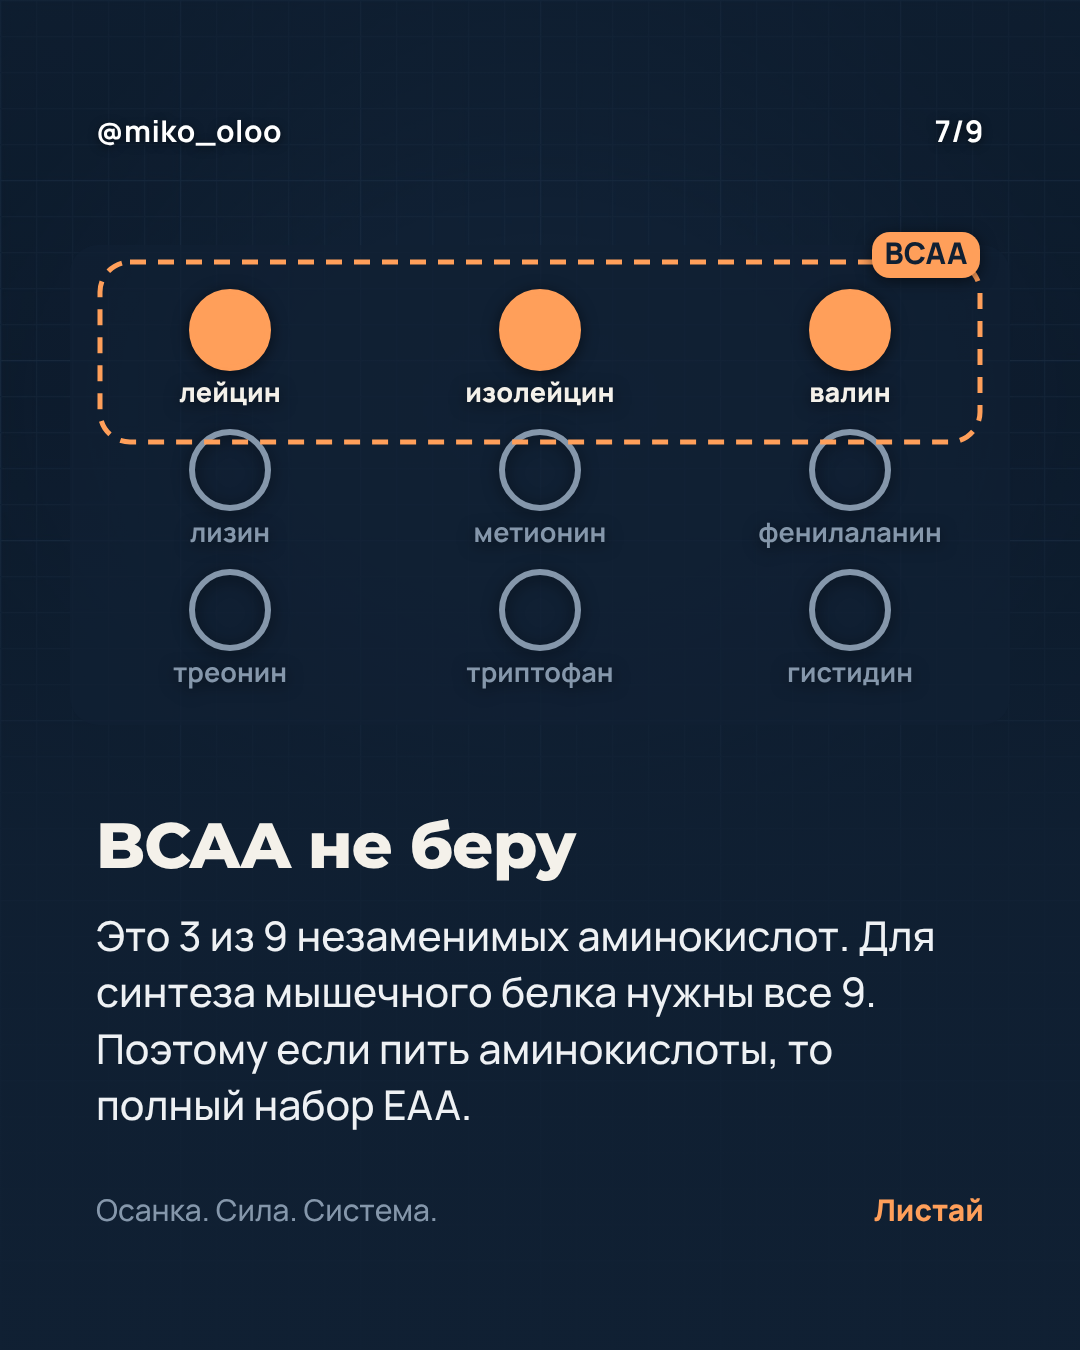 @miko_oloo
7/9
BCAA
лейцин
изолейцин
валин
лизин
метионин
фенилаланин
треонин
триптофан
гистидин
BCAA не беру
Это 3 из 9 незаменимых аминокислот. Для
синтеза мышечного белка нужны все 9.
Поэтому если пить аминокислоты, то
полный набор EAA.
Осанка. Сила. Система.
Листай